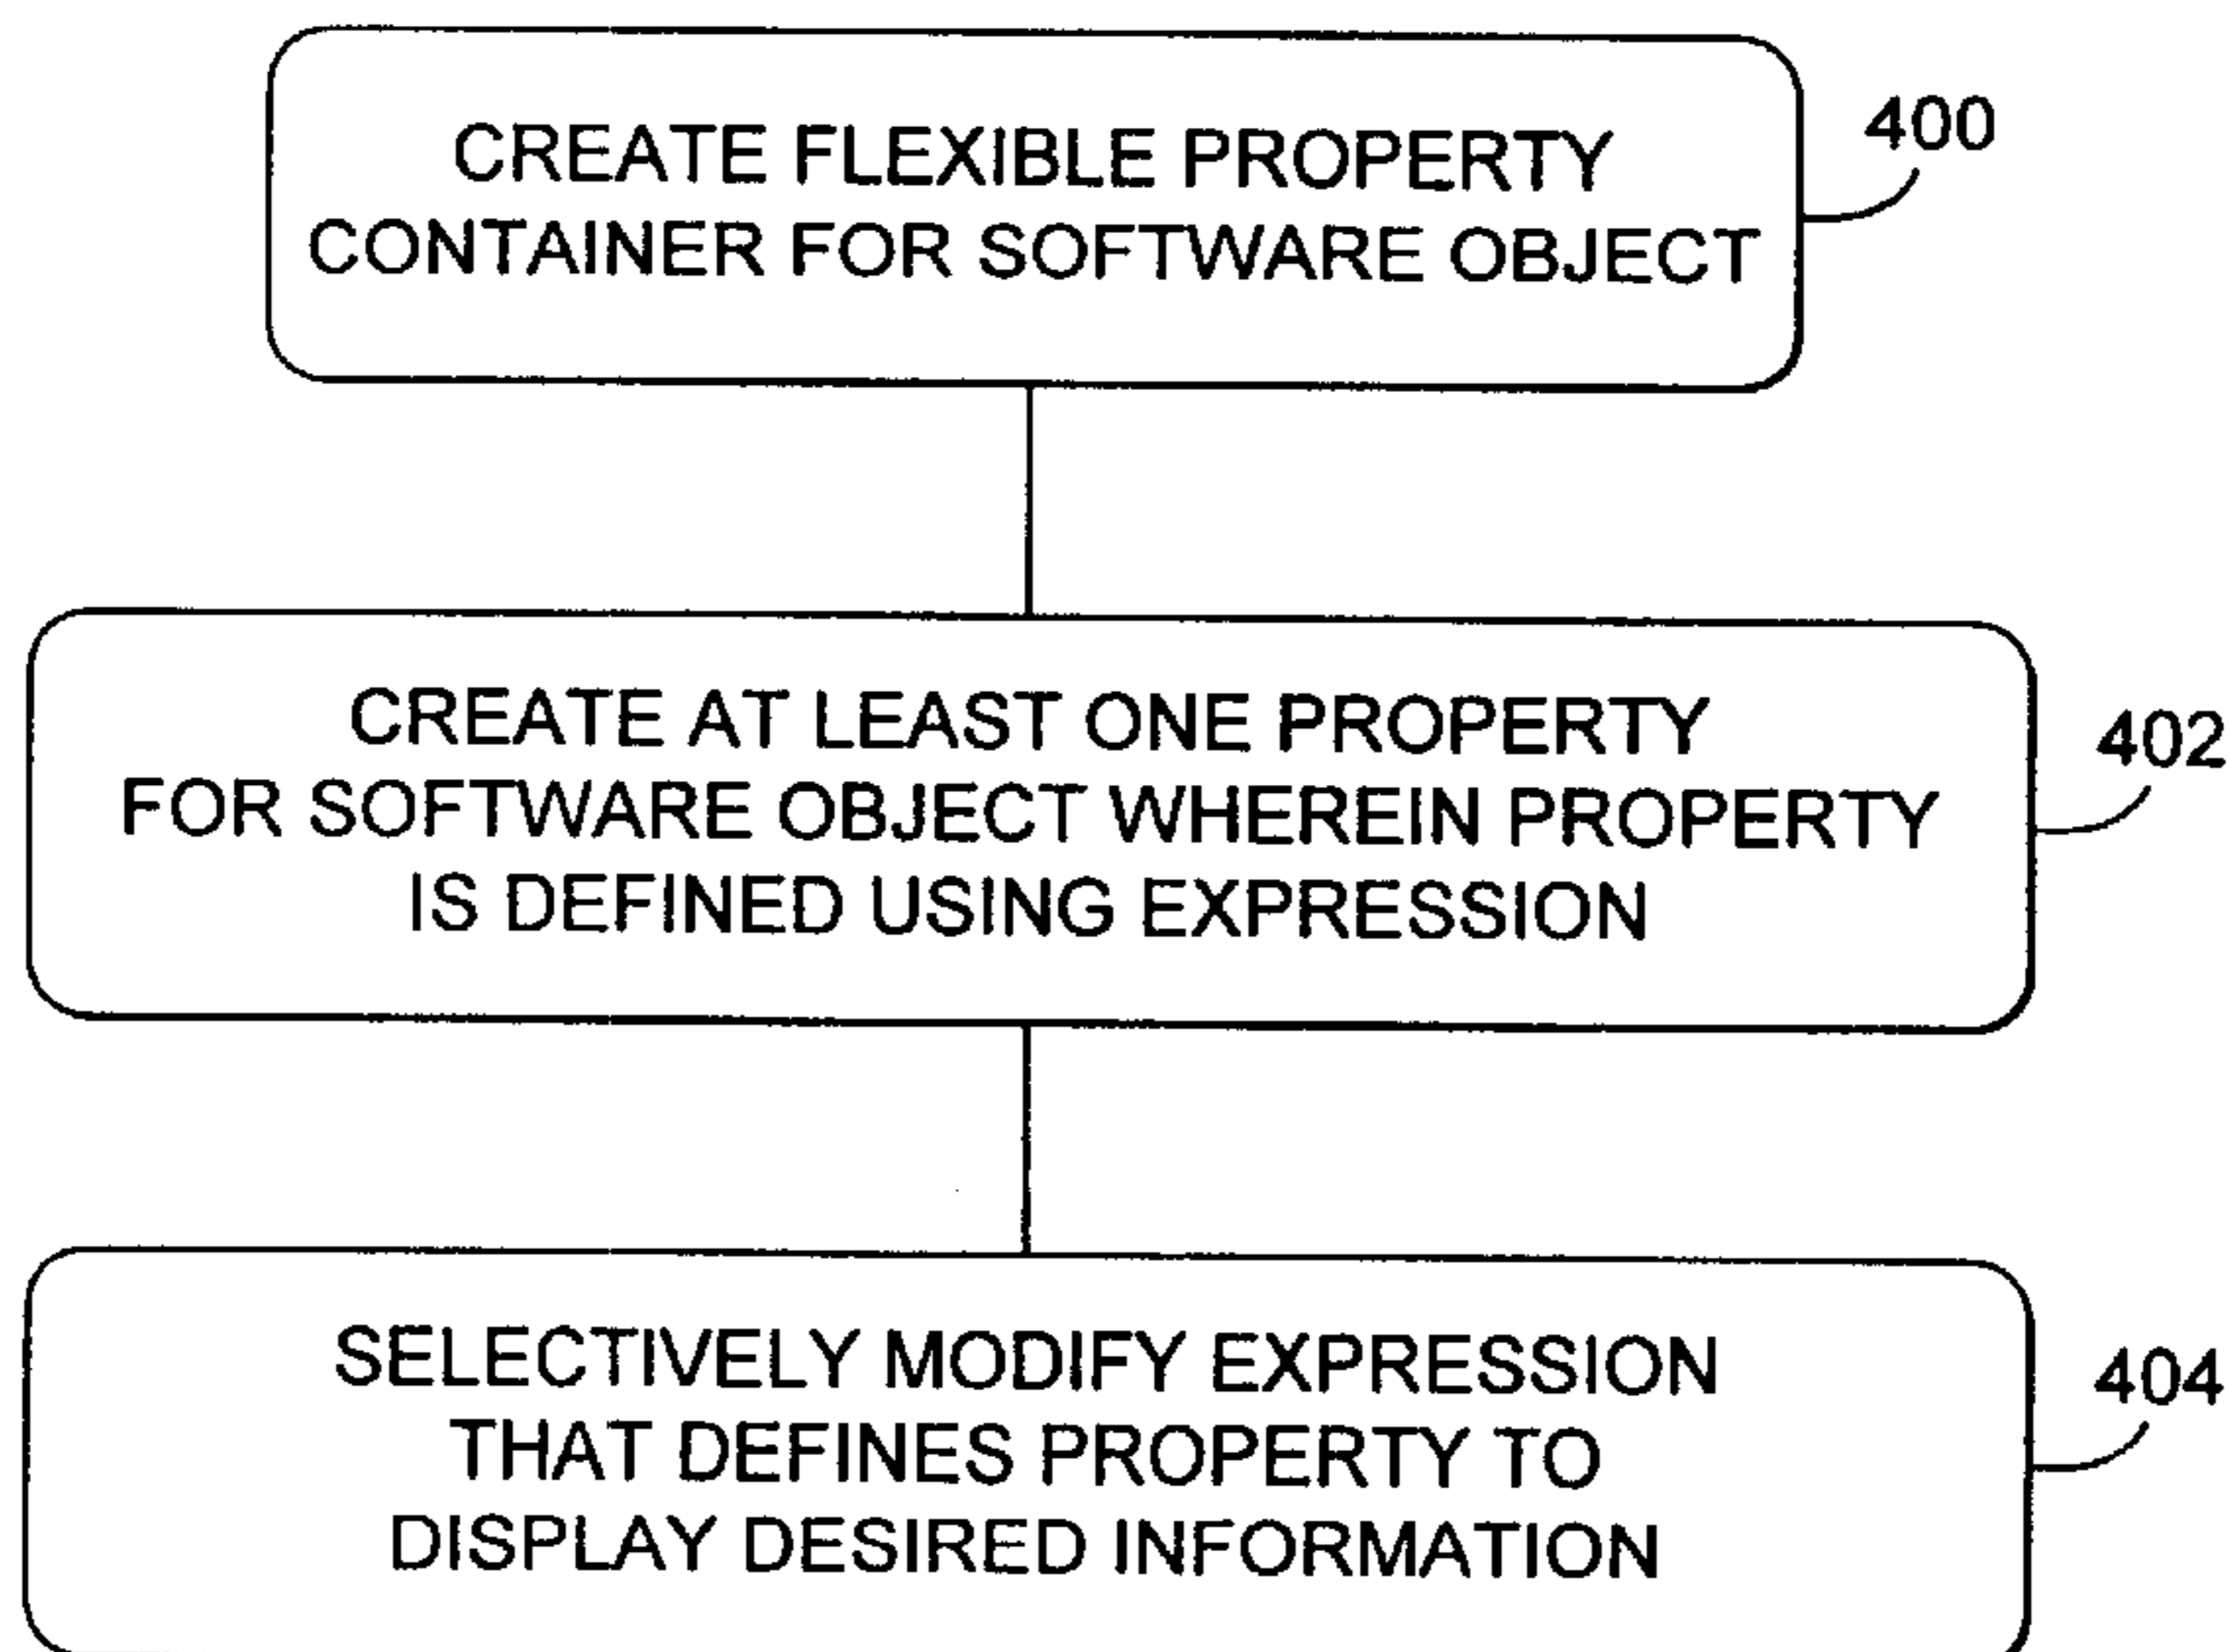 CREATE FLEXIBLE PROPERTY
CONTAINER FOR SOFTWARE OBJECT
400
CREATE AT LEAST ONE PROPERTY
FOR SOFTWARE OBJECT WHEREIN PROPERTY
IS DEFINED USING EXPRESSION
402
SELECTIVELY MODIFY EXPRESSION
THAT DEFINES PROPERTY TO
DISPLAY DESIRED INFORMATION
404